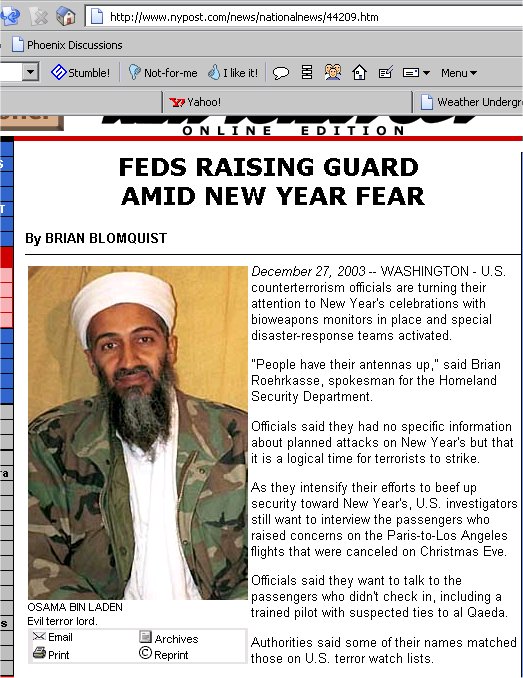 http://www.nypost.com/news/nationalnews/44209.htm
Phoenix Discussions
Stumble! Not-for-me I like it! Menu
Yahoo! Weather Undergr
ONLINE EDITION
FEDS RAISING GUARD
AMID NEW YEAR FEAR
By BRIAN BLOMQUIST
December 27, 2003 -- WASHINGTON - U.S.
counterterrorism officials are turning their
attention to New Year's celebrations with
bioweapons monitors in place and special
disaster-response teams activated.
"People have their antennas up," said Brian
Roehrkasse, spokesman for the Homeland
Security Department.
Officials said they had no specific information
about planned attacks on New Year's but that
it is a logical time for terrorists to strike.
As they intensify their efforts to beef up
security toward New Year's, U.S. investigators
still want to interview the passengers who
raised concerns on the Paris-to-Los Angeles
flights that were canceled on Christmas Eve.
Officials said they want to talk to the
passengers who didn't check in, including a
trained pilot with suspected ties to al Qaeda.
Authorities said some of their names matched
those on U.S. terror watch lists.
OSAMA BIN LADEN
Evil terror lord.
Email Archives
Print Reprint